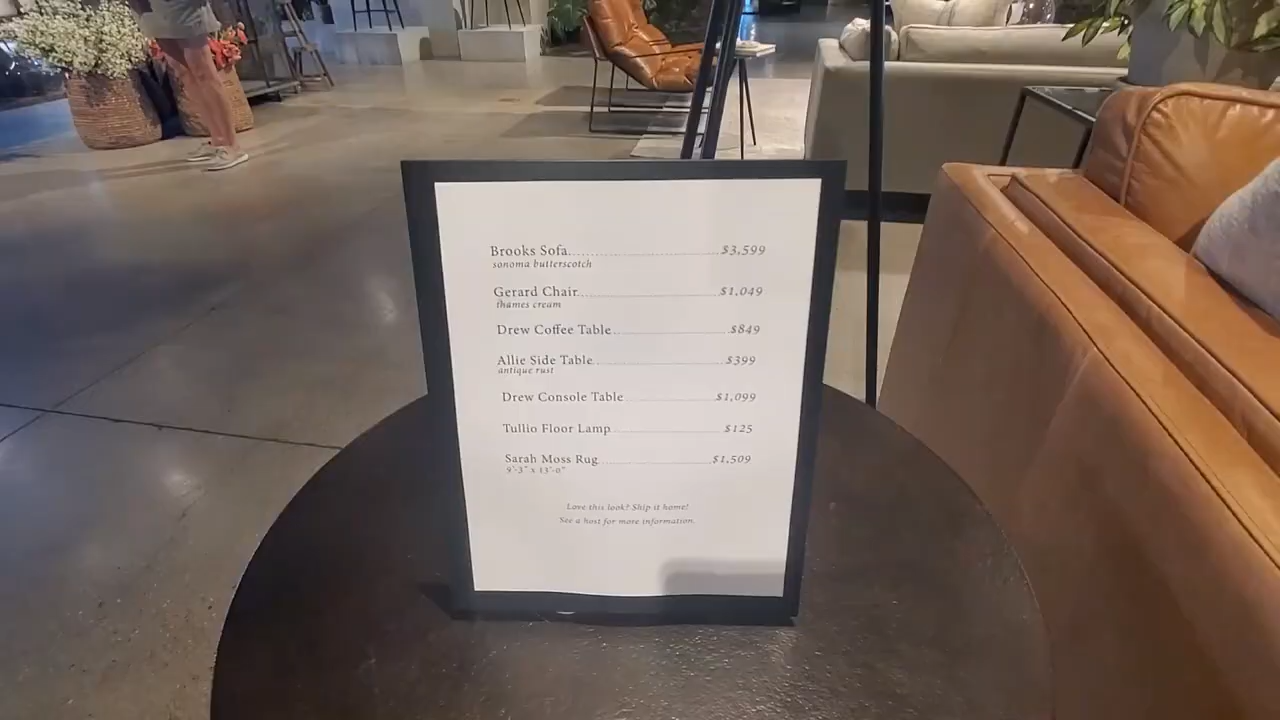 Brooks Sofa $3,599
sonoma butterscotch
Gerard Chair $1,049
thames cream
Drew Coffee Table $849
Allie Side Table $399
antique rust
Drew Console Table $1,099
Tullio Floor Lamp $125
Sarah Moss Rug $1,509
9'-3" x 13'-0"
Love this look? Ship it home!
See a host for more information.